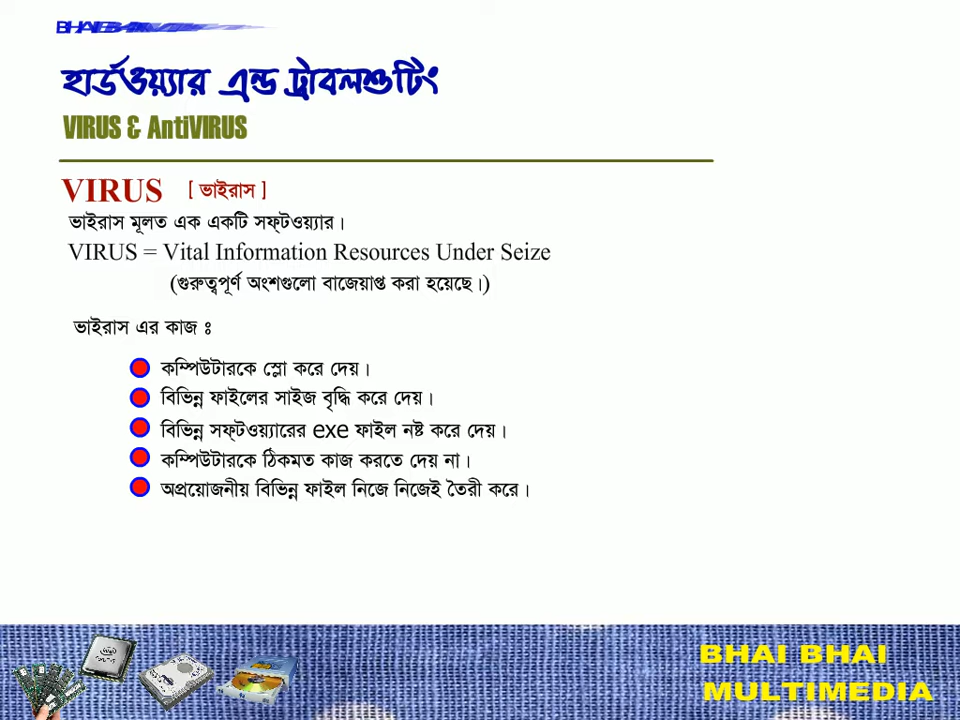 হার্ডওয়্যার এন্ড ট্রাবলশুটিং
VIRUS & AntiVIRUS
VIRUS [ ভাইরাস ]
ভাইরাস মূলত এক একটি সফ্‌টওয়্যার।
VIRUS = Vital Information Resources Under Seize
(গুরুত্বপূর্ণ অংশগুলো বাজেয়াপ্ত করা হয়েছে।)
ভাইরাস এর কাজ ঃ
কম্পিউটারকে স্লো করে দেয়।
বিভিন্ন ফাইলের সাইজ বৃদ্ধি করে দেয়।
বিভিন্ন সফ্‌টওয়্যারের exe ফাইল নষ্ট করে দেয়।
কম্পিউটারকে ঠিকমত কাজ করতে দেয় না।
অপ্রয়োজনীয় বিভিন্ন ফাইল নিজে নিজেই তৈরী করে।
BHAI BHAI
MULTIMEDIA